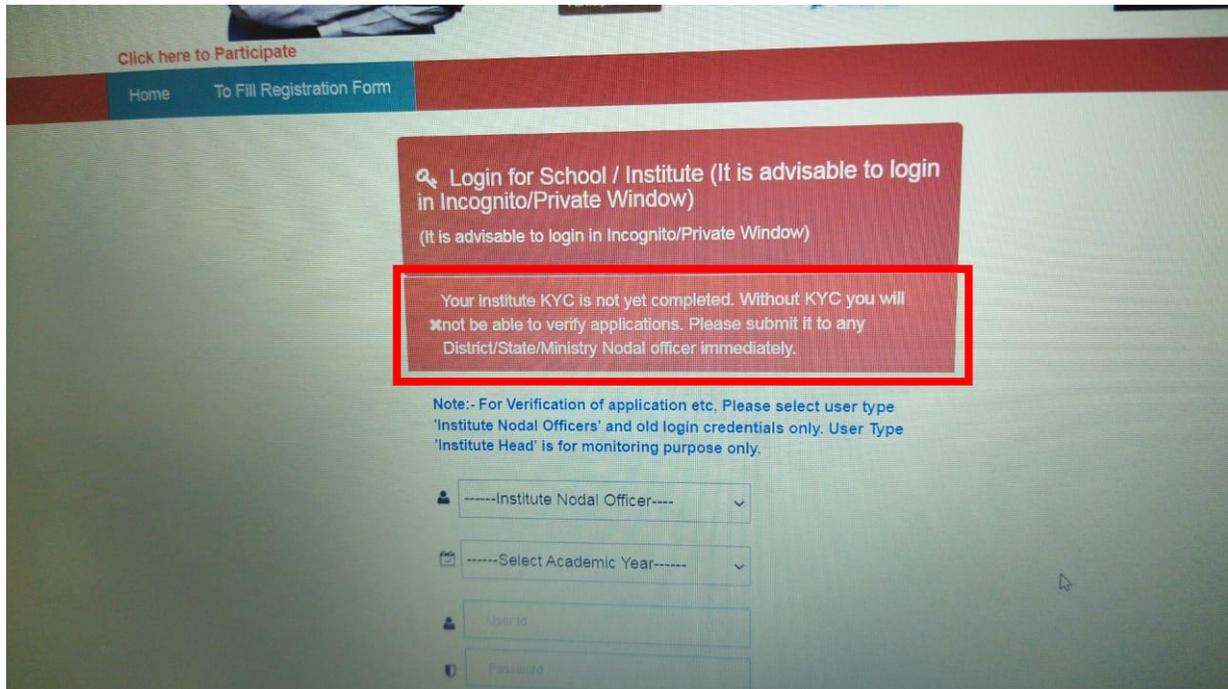 Click here to Participate
Home To Fill Registration Form
Login for School / Institute (It is advisable to login
in Incognito/Private Window)
(It is advisable to login in Incognito/Private Window)
Your institute KYC is not yet completed. Without KYC you will
not be able to verify applications. Please submit it to any
District/State/Ministry Nodal officer immediately.
Note:- For Verification of application etc, Please select user type
'Institute Nodal Officers' and old login credentials only. User Type
'Institute Head' is for monitoring purpose only.
------Institute Nodal Officer----
------Select Academic Year------
User Id
Password